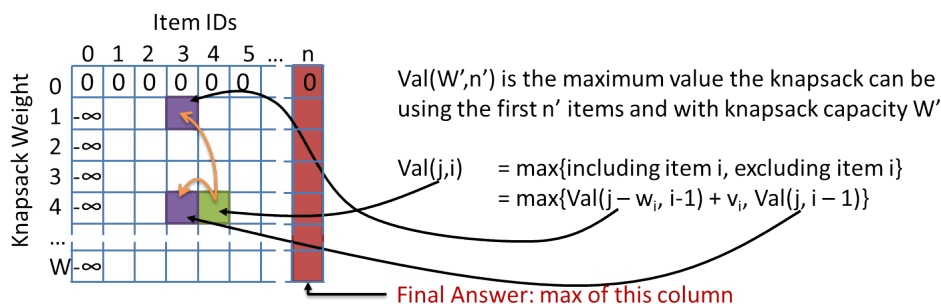 Item IDs
0 1 2 3 4 5 ... n
Knapsack Weight
0 0 0 0 0 0 0 0
1 -∞
2 -∞
3 -∞
4 -∞
...
W -∞
Val(W',n') is the maximum value the knapsack can be
using the first n' items and with knapsack capacity W'
Val(j,i) = max{including item i, excluding item i}
= max{Val(j – wᵢ, i-1) + vᵢ, Val(j, i – 1)}
Final Answer: max of this column